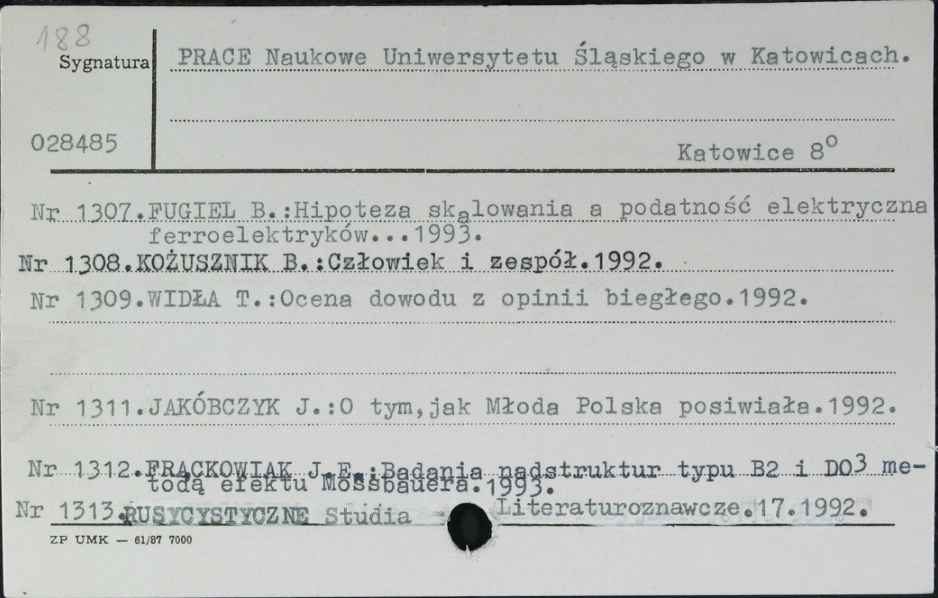 188
Sygnatura
PRACE Naukowe Uniwersytetu Śląskiego w Katowicach.
028485
Katowice 8⁰
Nr 1307.FUGIEL B.:Hipoteza skalowania a podatność elektryczna
ferroelektryków...1993.
Nr 1308.KOŻUSZNIK B.:Człowiek i zespół.1992.
Nr 1309.WIDŁA T.:Ocena dowodu z opinii biegłego.1992.
Nr 1311.JAKÓBCZYK J.:O tym,jak Młoda Polska posiwiała.1992.
Nr 1312.FRĄCKOWIAK J.E.:Badania nadstruktur typu B2 i DO³ me-
todą efektu Mossbauera.1993.
Nr 1313.RUSYCYSTYCZNE Studia - Literaturoznawcze.17.1992.
ZP UMK — 61/87 7000